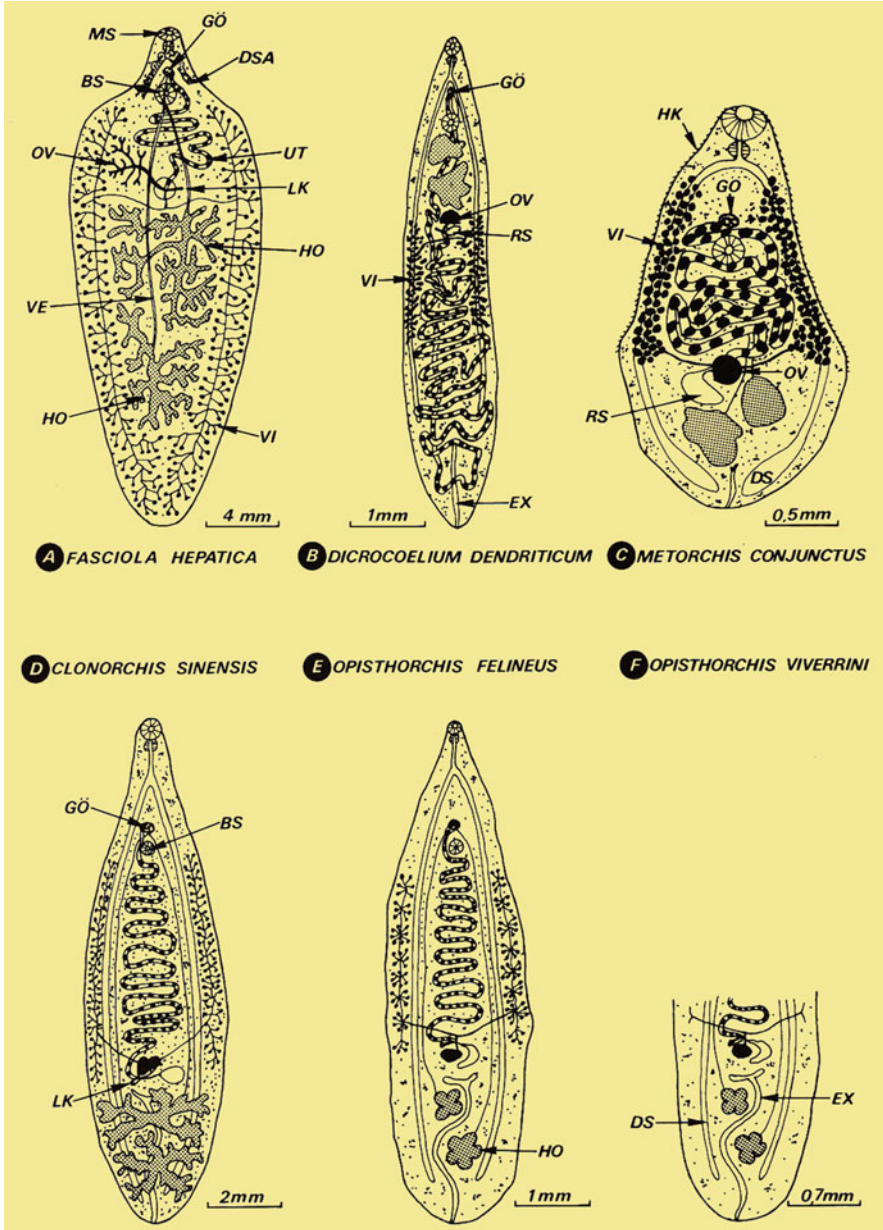 MS
GÖ
DSA
BS
OV
UT
LK
HO
VE
HO
VI
4 mm
A FASCIOLA HEPATICA
GÖ
OV
RS
VI
EX
1mm
B DICROCOELIUM DENDRITICUM
HK
GÖ
VI
OV
RS
DS
0,5mm
C METORCHIS CONJUNCTUS
D CLONORCHIS SINENSIS
GÖ
BS
LK
2mm
E OPISTHORCHIS FELINEUS
HO
1mm
F OPISTHORCHIS VIVERRINI
DS
EX
0,7mm